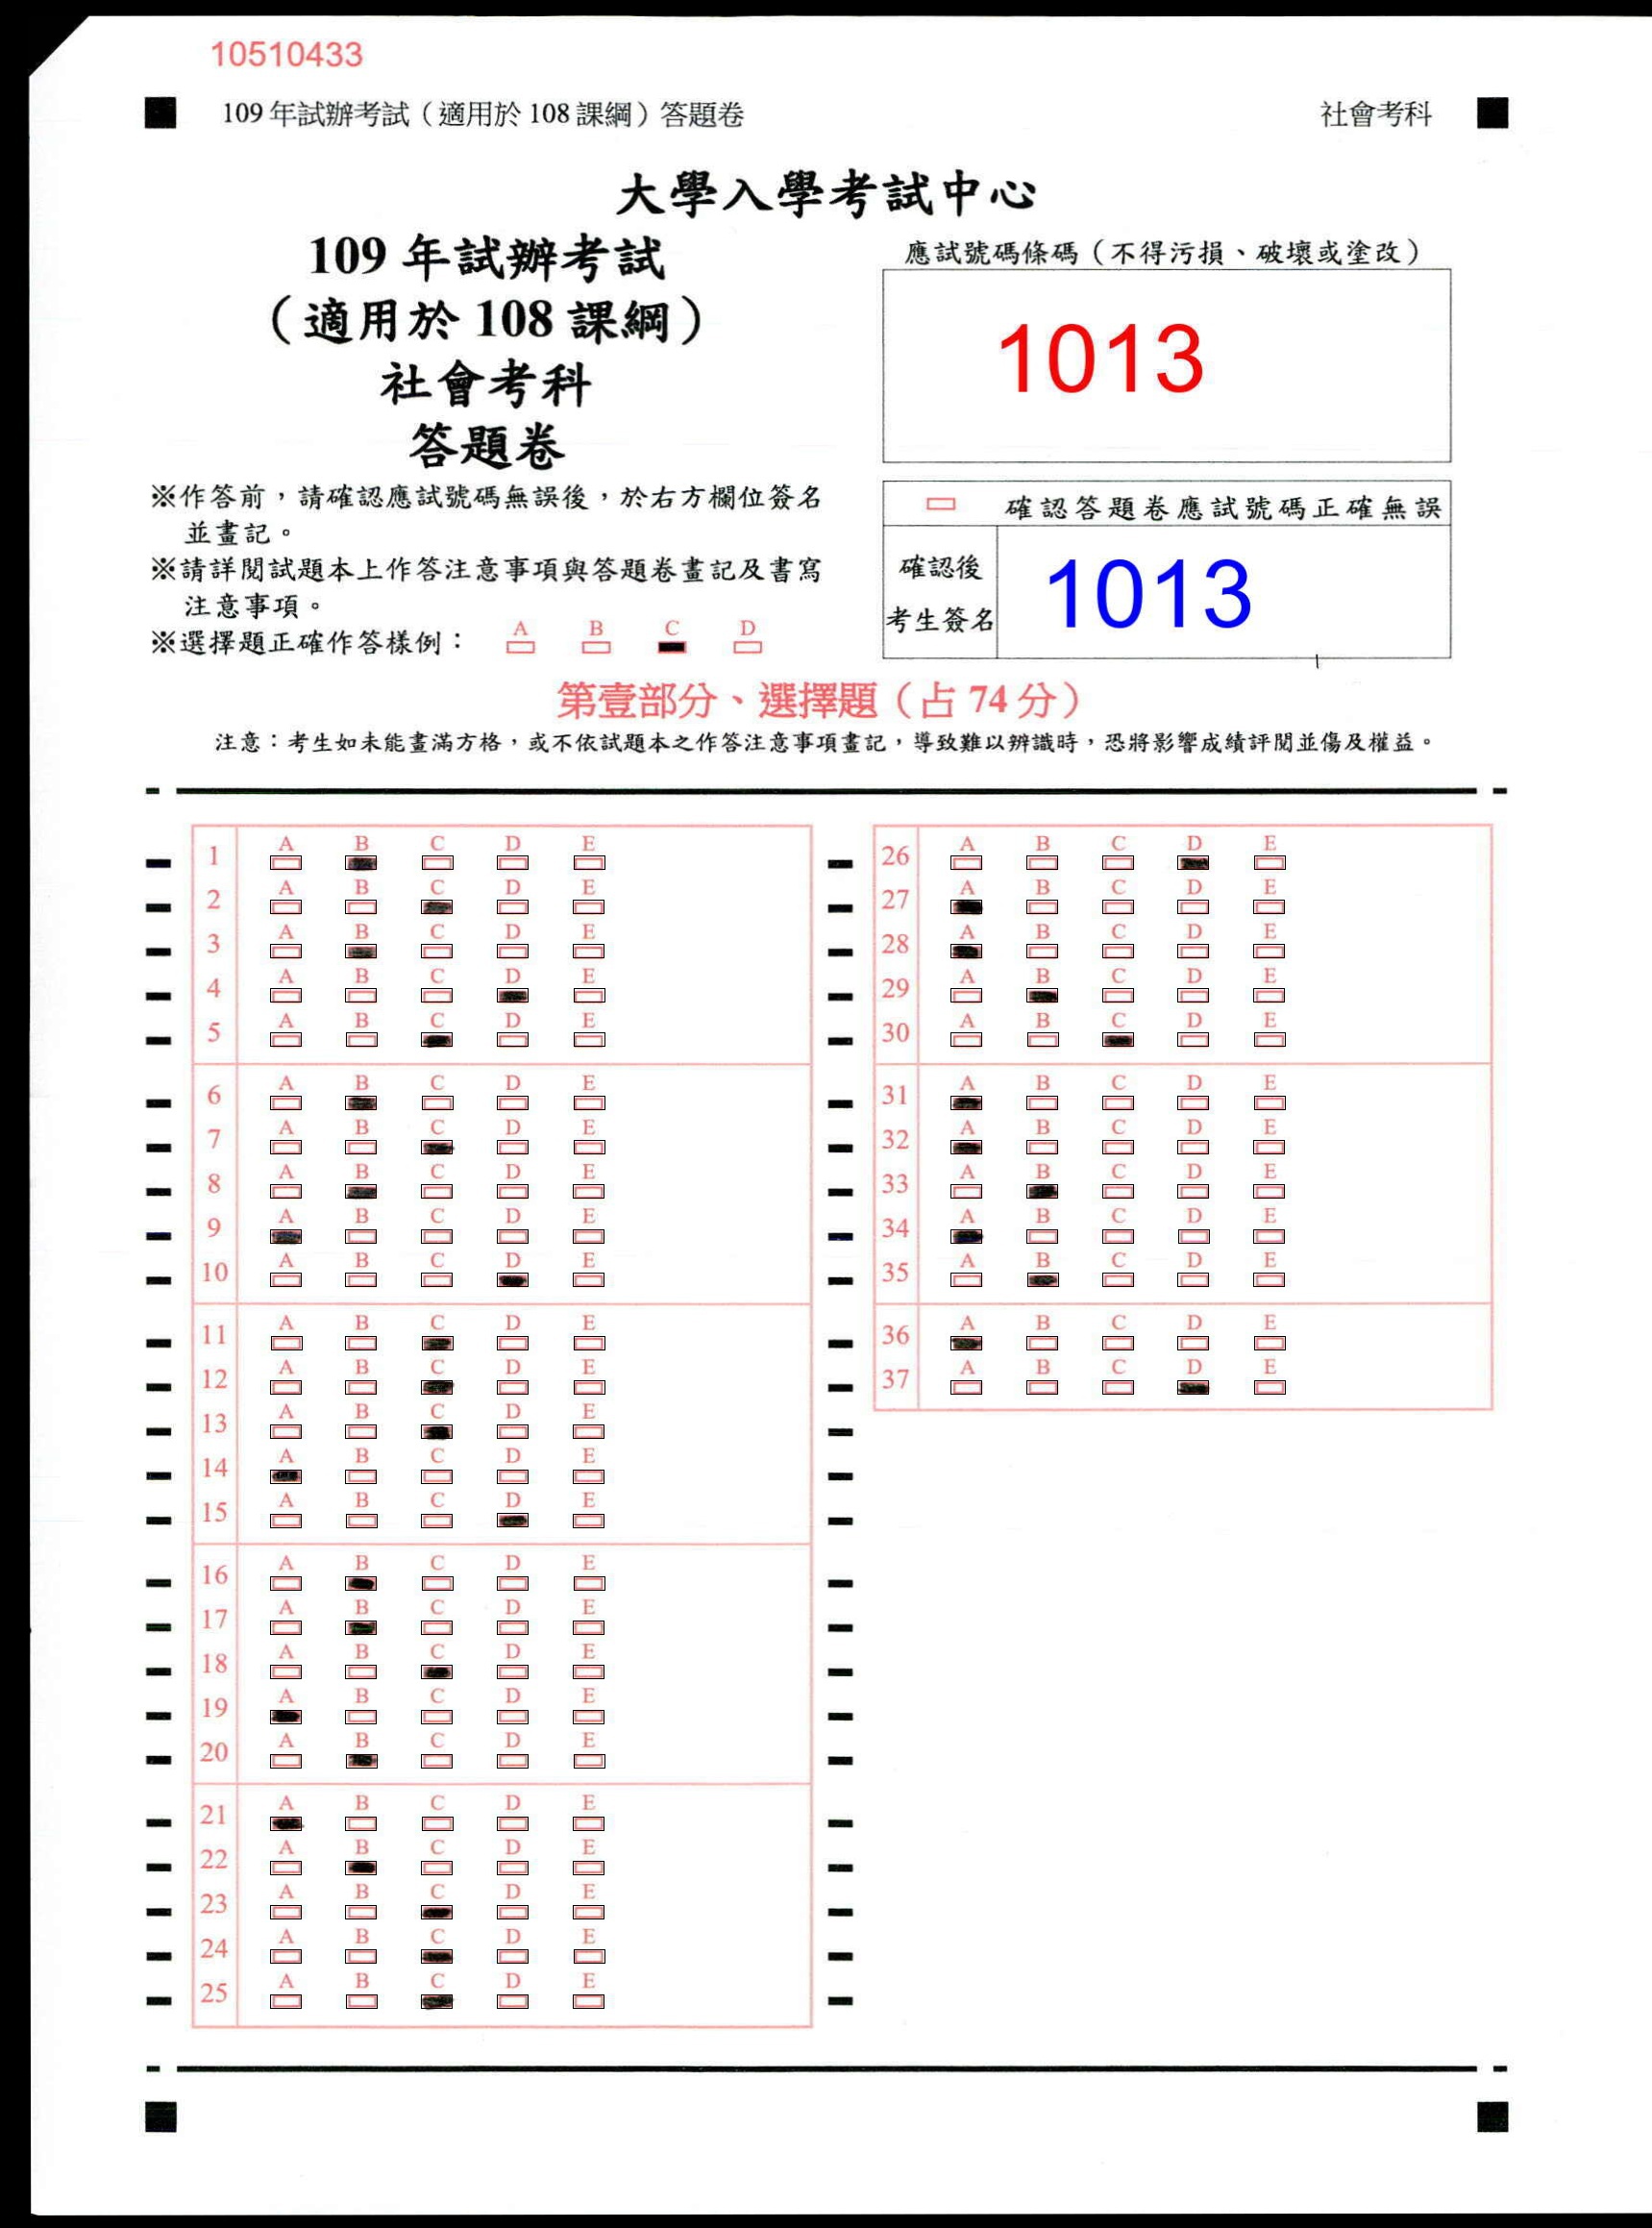 10510433
109年試辦考試（適用於108課綱）答題卷 社會考科
大學入學考試中心
109 年試辦考試
（適用於 108 課綱）
社會考科
答題卷
應試號碼條碼（不得污損、破壞或塗改）
1013
※作答前，請確認應試號碼無誤後，於右方欄位簽名
並畫記。
※請詳閱試題本上作答注意事項與答題卷畫記及書寫
注意事項。
※選擇題正確作答樣例： A B C D
確認答題卷應試號碼正確無誤
確認後
考生簽名
1013
第壹部分、選擇題（占 74 分）
注意：考生如未能畫滿方格，或不依試題本之作答注意事項畫記，導致難以辨識時，恐將影響成績評閱並傷及權益。
1 A B C D E
2 A B C D E
3 A B C D E
4 A B C D E
5 A B C D E
6 A B C D E
7 A B C D E
8 A B C D E
9 A B C D E
10 A B C D E
11 A B C D E
12 A B C D E
13 A B C D E
14 A B C D E
15 A B C D E
16 A B C D E
17 A B C D E
18 A B C D E
19 A B C D E
20 A B C D E
21 A B C D E
22 A B C D E
23 A B C D E
24 A B C D E
25 A B C D E
26 A B C D E
27 A B C D E
28 A B C D E
29 A B C D E
30 A B C D E
31 A B C D E
32 A B C D E
33 A B C D E
34 A B C D E
35 A B C D E
36 A B C D E
37 A B C D E